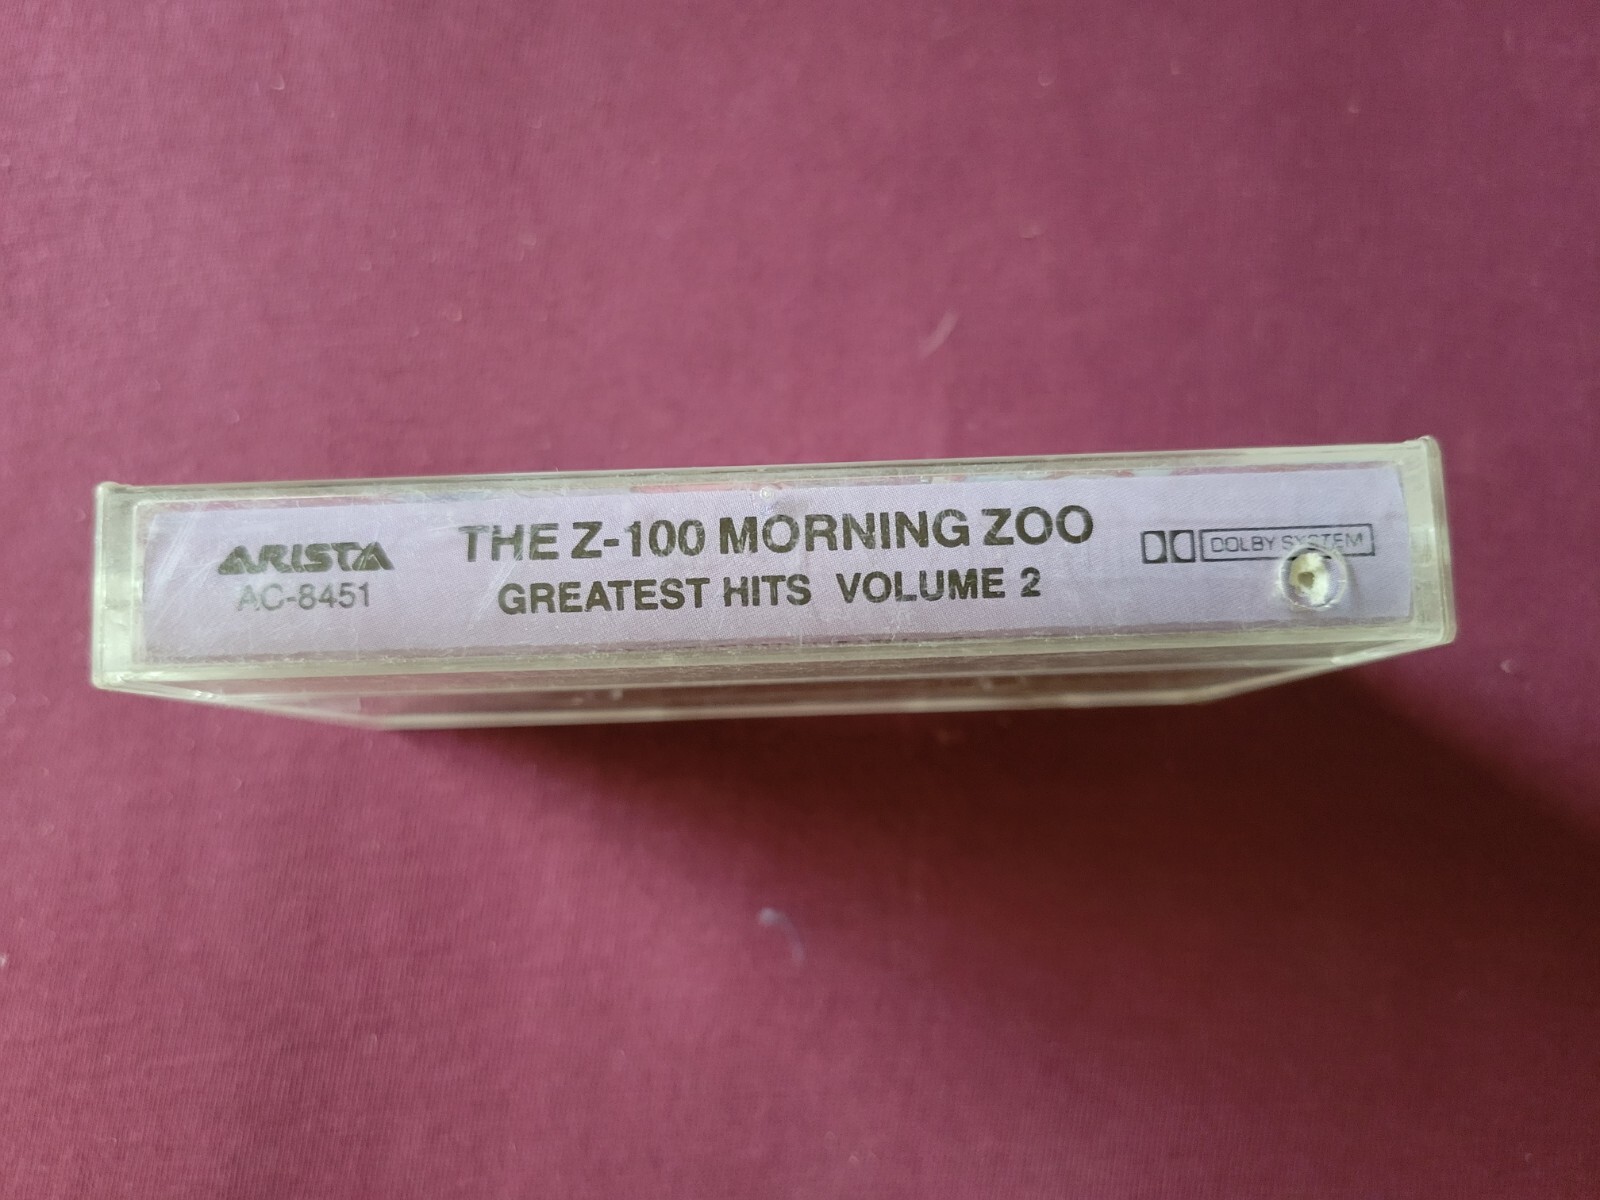 ARISTA
AC-8451
THE Z-100 MORNING ZOO
GREATEST HITS VOLUME 2
DOLBY SYSTEM